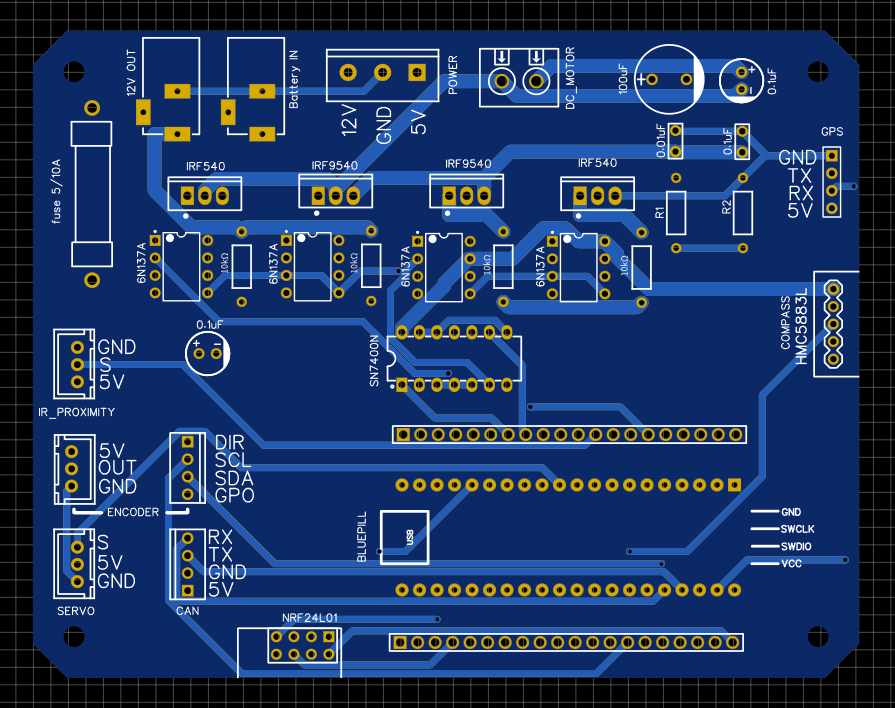 12V OUT
Battery IN
12V
GND
5V
POWER
DC_MOTOR
100uF
+
+
-
0.1uF
fuse 5/10A
IRF540
IRF9540
IRF9540
IRF540
0.01uF
0.1uF
GPS
GND
TX
RX
5V
R1
R2
6N137A
10kΩ
6N137A
10kΩ
6N137A
10kΩ
6N137A
10kΩ
COMPASS
HMC5883L
0.1uF
+ -
SN7400N
GND
S
5V
IR_PROXIMITY
5V
OUT
GND
DIR
SCL
SDA
GPO
ENCODER
S
5V
GND
SERVO
RX
TX
GND
5V
CAN
BLUEPILL
USB
GND
SWCLK
SWDIO
VCC
NRF24L01